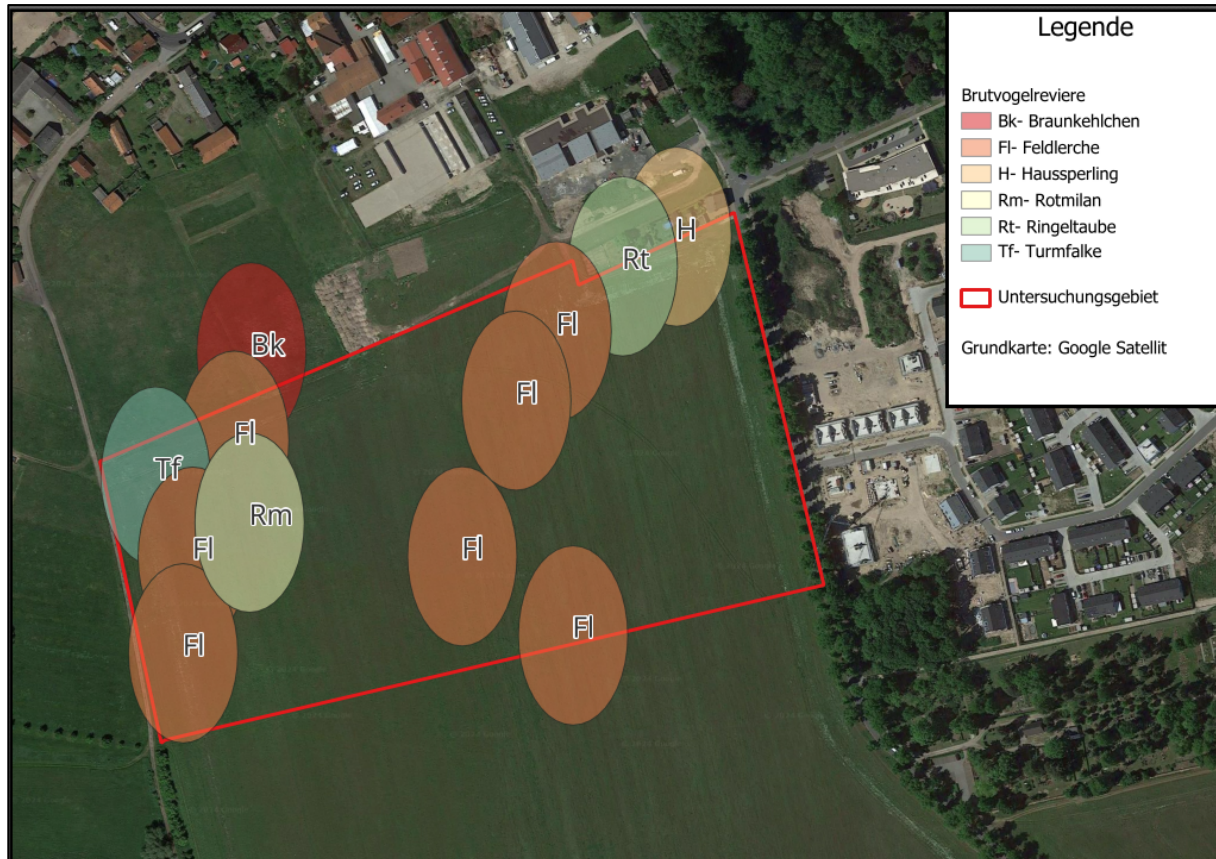 Legende
Brutvogelreviere
Bk- Braunkehlchen
Fl- Feldlerche
H- Haussperling
Rm- Rotmilan
Rt- Ringeltaube
Tf- Turmfalke
Untersuchungsgebiet
Grundkarte: Google Satellit
H
Rt
Fl
Bk
Fl
Fl
Tf
Rm
Fl
Fl
Fl
Fl